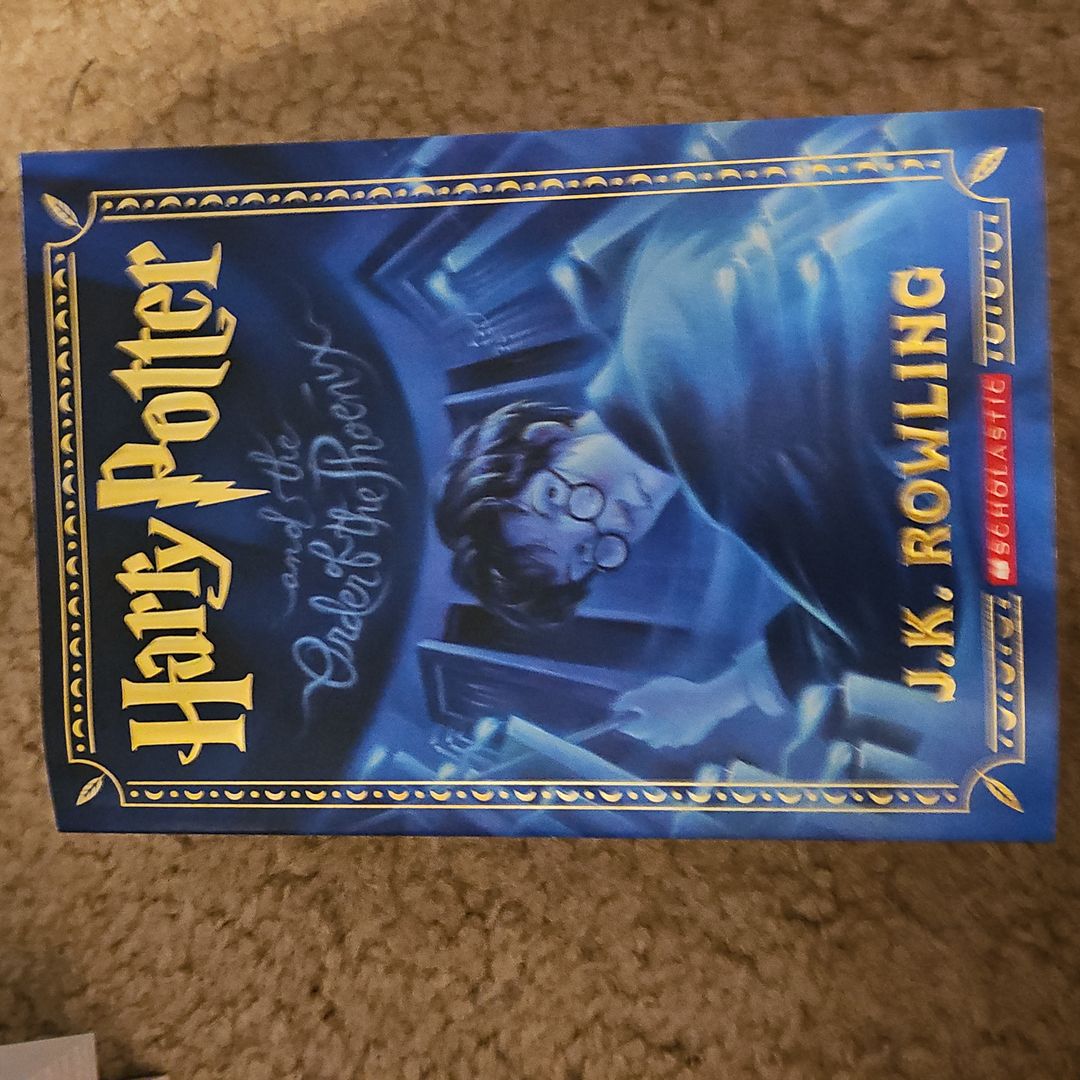 Harry Potter
and the
Order of the Phoenix
J.K. ROWLING
SCHOLASTIC